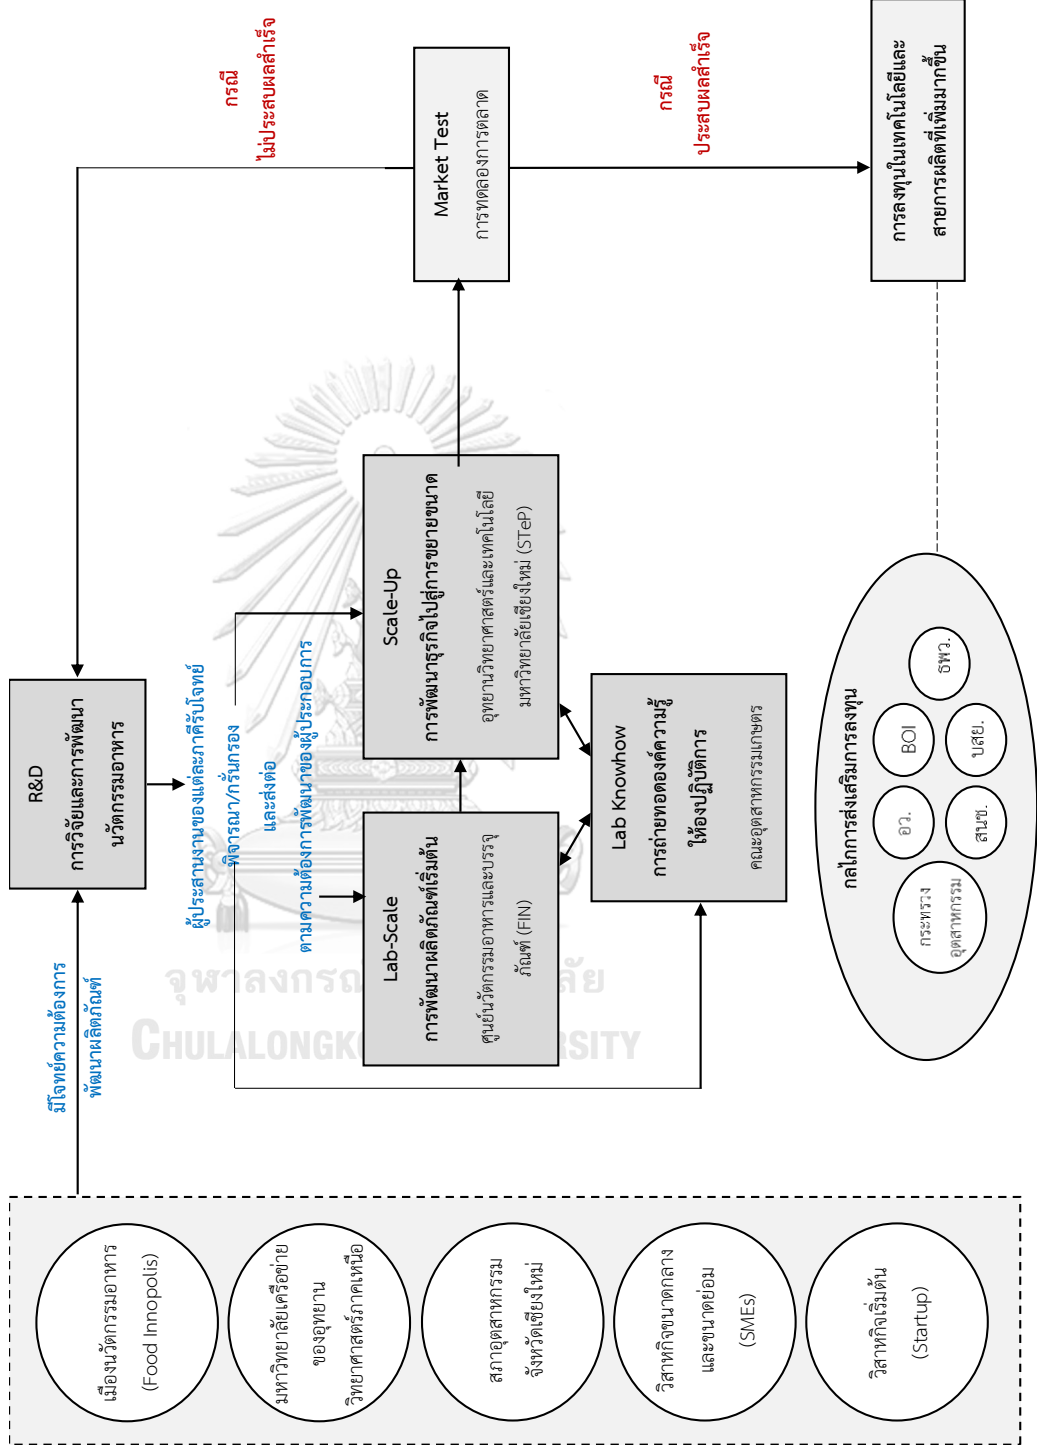 เมืองนวัตกรรมอาหาร
(Food Innopolis)
มหาวิทยาลัยเครือข่าย
ของอุทยาน
วิทยาศาสตร์ภาคเหนือ
สภาอุตสาหกรรม
จังหวัดเชียงใหม่
วิสาหกิจขนาดกลาง
และขนาดย่อม
(SMEs)
วิสาหกิจเริ่มต้น
(Startup)
มีโจทย์ความต้องการ
พัฒนาผลิตภัณฑ์
R&D
การวิจัยและการพัฒนา
นวัตกรรมอาหาร
ผู้ประสานงานของแต่ละภาคีรับโจทย์
พิจารณา/กรั่นกรอง
และส่งต่อ
ตามความต้องการพัฒนาของผู้ประกอบการ
Lab-Scale
การพัฒนาผลิตภัณฑ์เริ่มต้น
ศูนย์นวัตกรรมอาหารและบรรจุ
ภัณฑ์ (FIN)
Scale-Up
การพัฒนาธุรกิจไปสู่การขยายขนาด
อุทยานวิทยาศาสตร์และเทคโนโลยี
มหาวิทยาลัยเชียงใหม่ (STeP)
Lab Knowhow
การถ่ายทอดองค์ความรู้
ให้ห้องปฏิบัติการ
คณะอุตสาหกรรมเกษตร
Market Test
การทดลองการตลาด
กรณี
ไม่ประสบผลสำเร็จ
กรณี
ประสบผลสำเร็จ
การลงทุนในเทคโนโลยีและ
สายการผลิตที่เพิ่มมากขึ้น
กลไกการส่งเสริมการลงทุน
กระทรวง
อุตสาหกรรม
อว.
BOI
สนช.
บสย.
ธพว.
จุฬาลงกรณ์
ลัย
CHULALONGK
RSITY